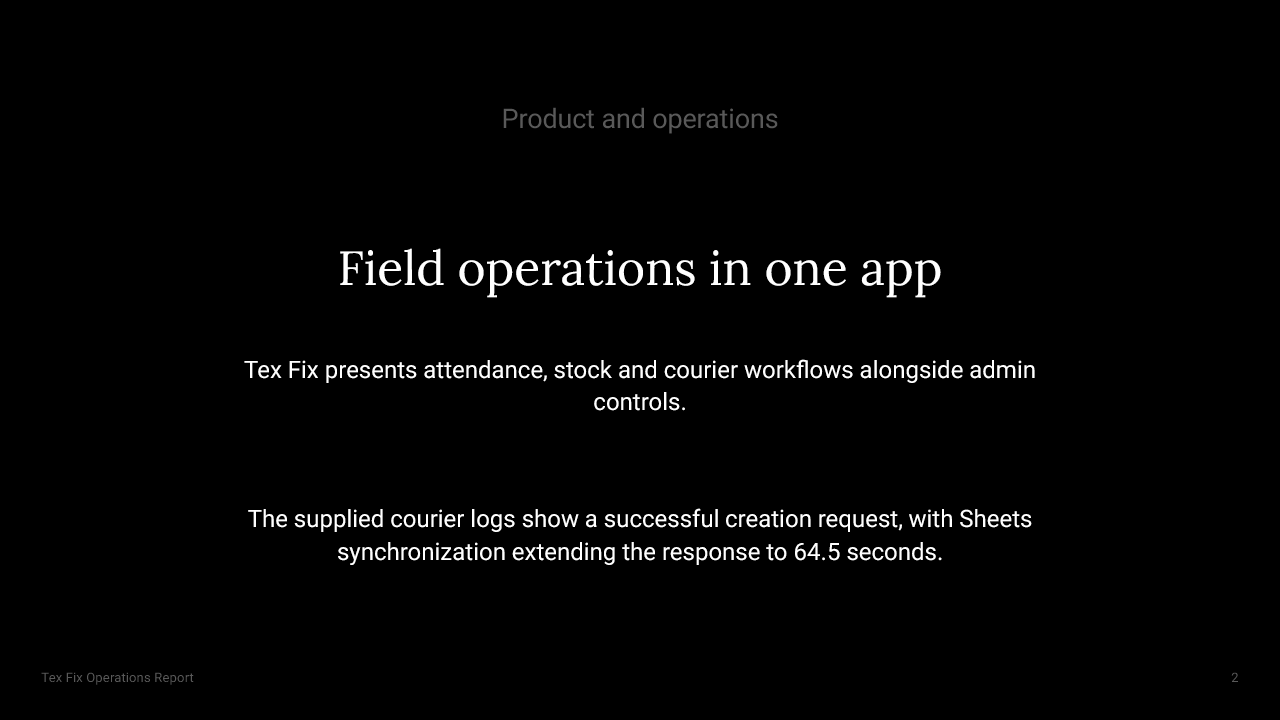 Product and operations
Field operations in one app
Tex Fix presents attendance, stock and courier workflows alongside admin
controls.
The supplied courier logs show a successful creation request, with Sheets
synchronization extending the response to 64.5 seconds.
Tex Fix Operations Report
2